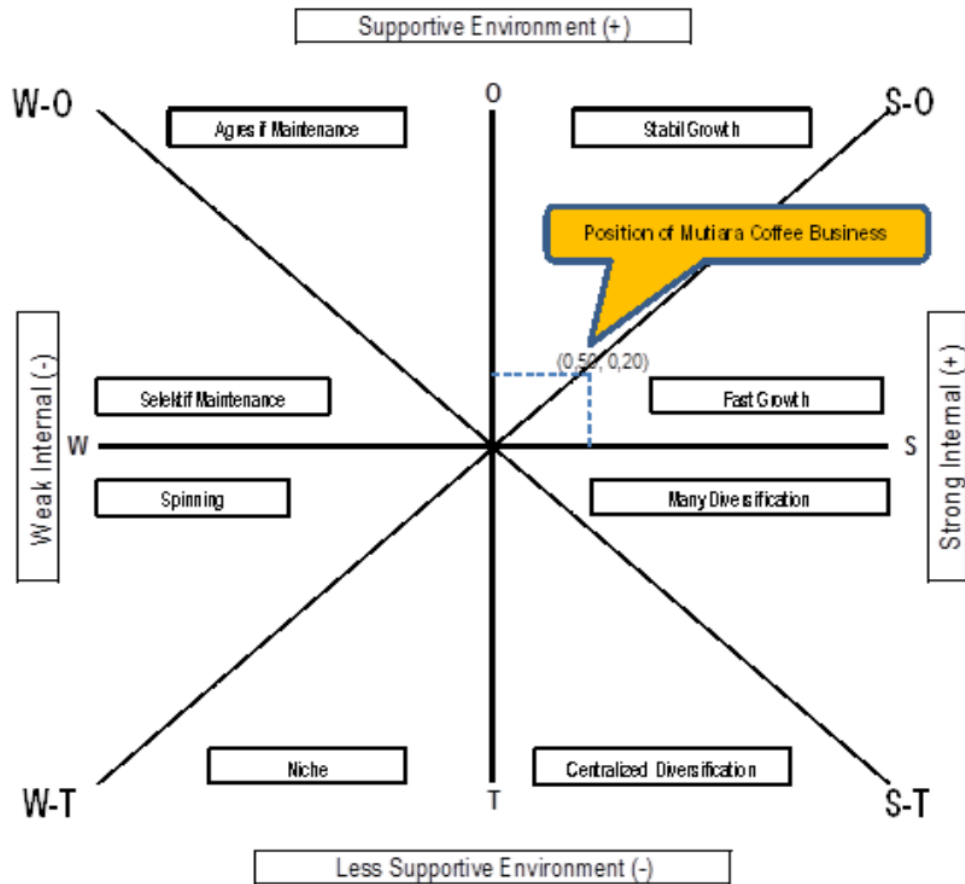 Supportive Environment (+)
W-O
O
S-O
Agresif Maintenance
Stabil Growth
Position of Mutiara Coffee Business
(0,50, 0,20)
Weak Internal (-)
Strong Internal (+)
Selektif Maintenance
Fast Growth
W
S
Spinning
Many Diversification
Niche
Centralized Diversification
W-T
T
S-T
Less Supportive Environment (-)